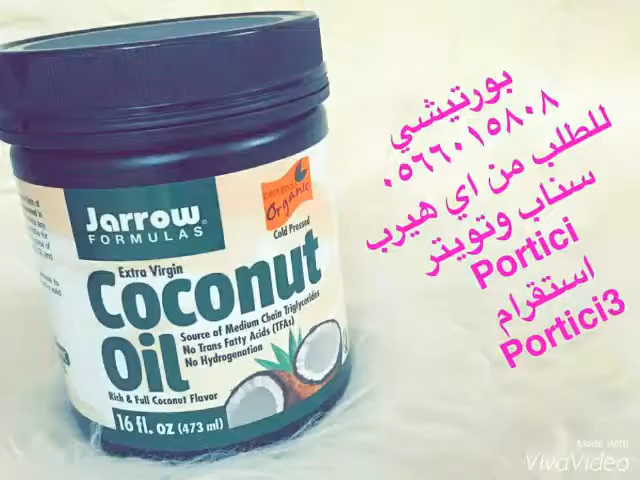 Jarrow
FORMULAS
Organic
Cold Pressed
Extra Virgin
Coconut
Oil
Source of Medium Chain Triglycerides
No Trans Fatty Acids (TFAs)
No Hydrogenation
Rich & Full Coconut Flavor
16 fl. oz (473 ml)
بورتيشي
٠٥٦٦٠١٥٨٠٨
للطلب من اي هيرب
سناب وتويتر
Portici
استقرام
Portici3
Made With
VivaVideo